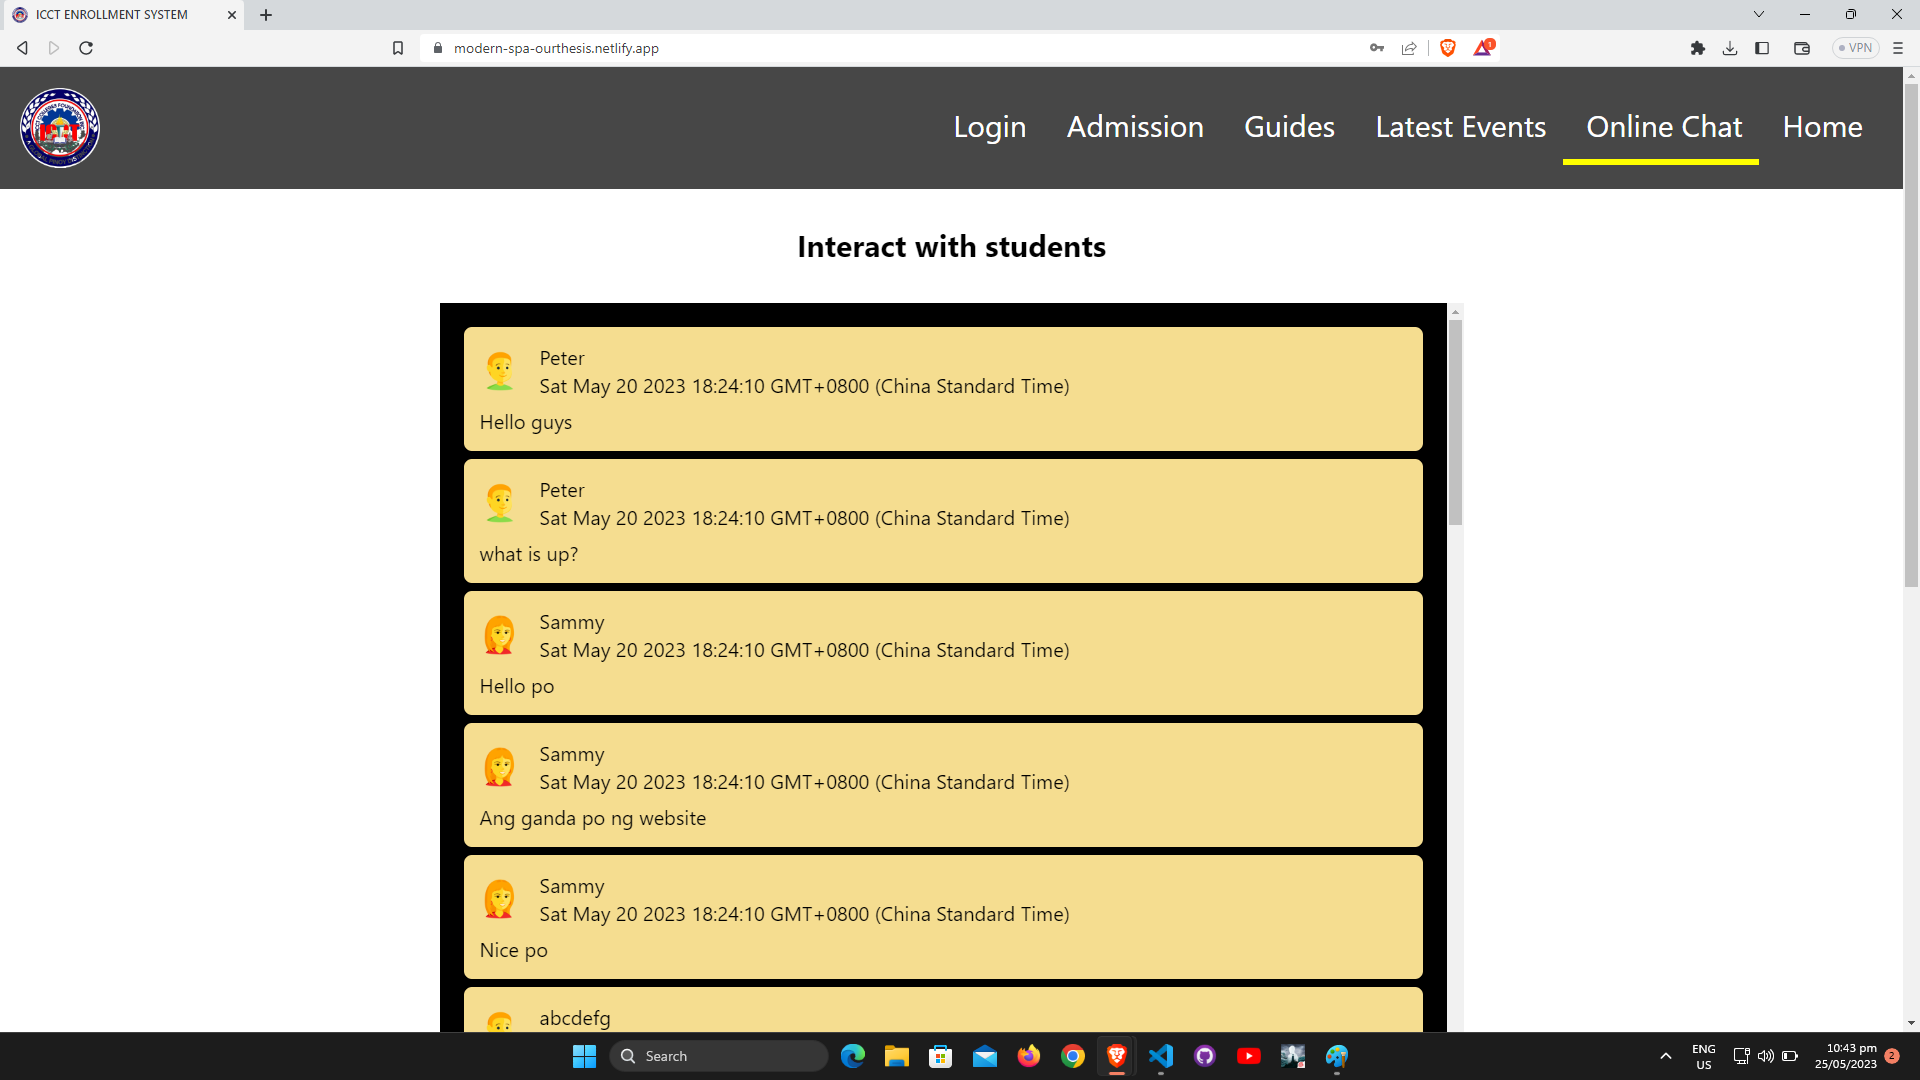 ICCT ENROLLMENT SYSTEM
modern-spa-ourthesis.netlify.app
1
VPN
Login
Admission
Guides
Latest Events
Online Chat
Home
Interact with students
Peter
Sat May 20 2023 18:24:10 GMT+0800 (China Standard Time)
Hello guys
Peter
Sat May 20 2023 18:24:10 GMT+0800 (China Standard Time)
what is up?
Sammy
Sat May 20 2023 18:24:10 GMT+0800 (China Standard Time)
Hello po
Sammy
Sat May 20 2023 18:24:10 GMT+0800 (China Standard Time)
Ang ganda po ng website
Sammy
Sat May 20 2023 18:24:10 GMT+0800 (China Standard Time)
Nice po
abcdefg
Search
ENG
US
10:43 pm
25/05/2023
2